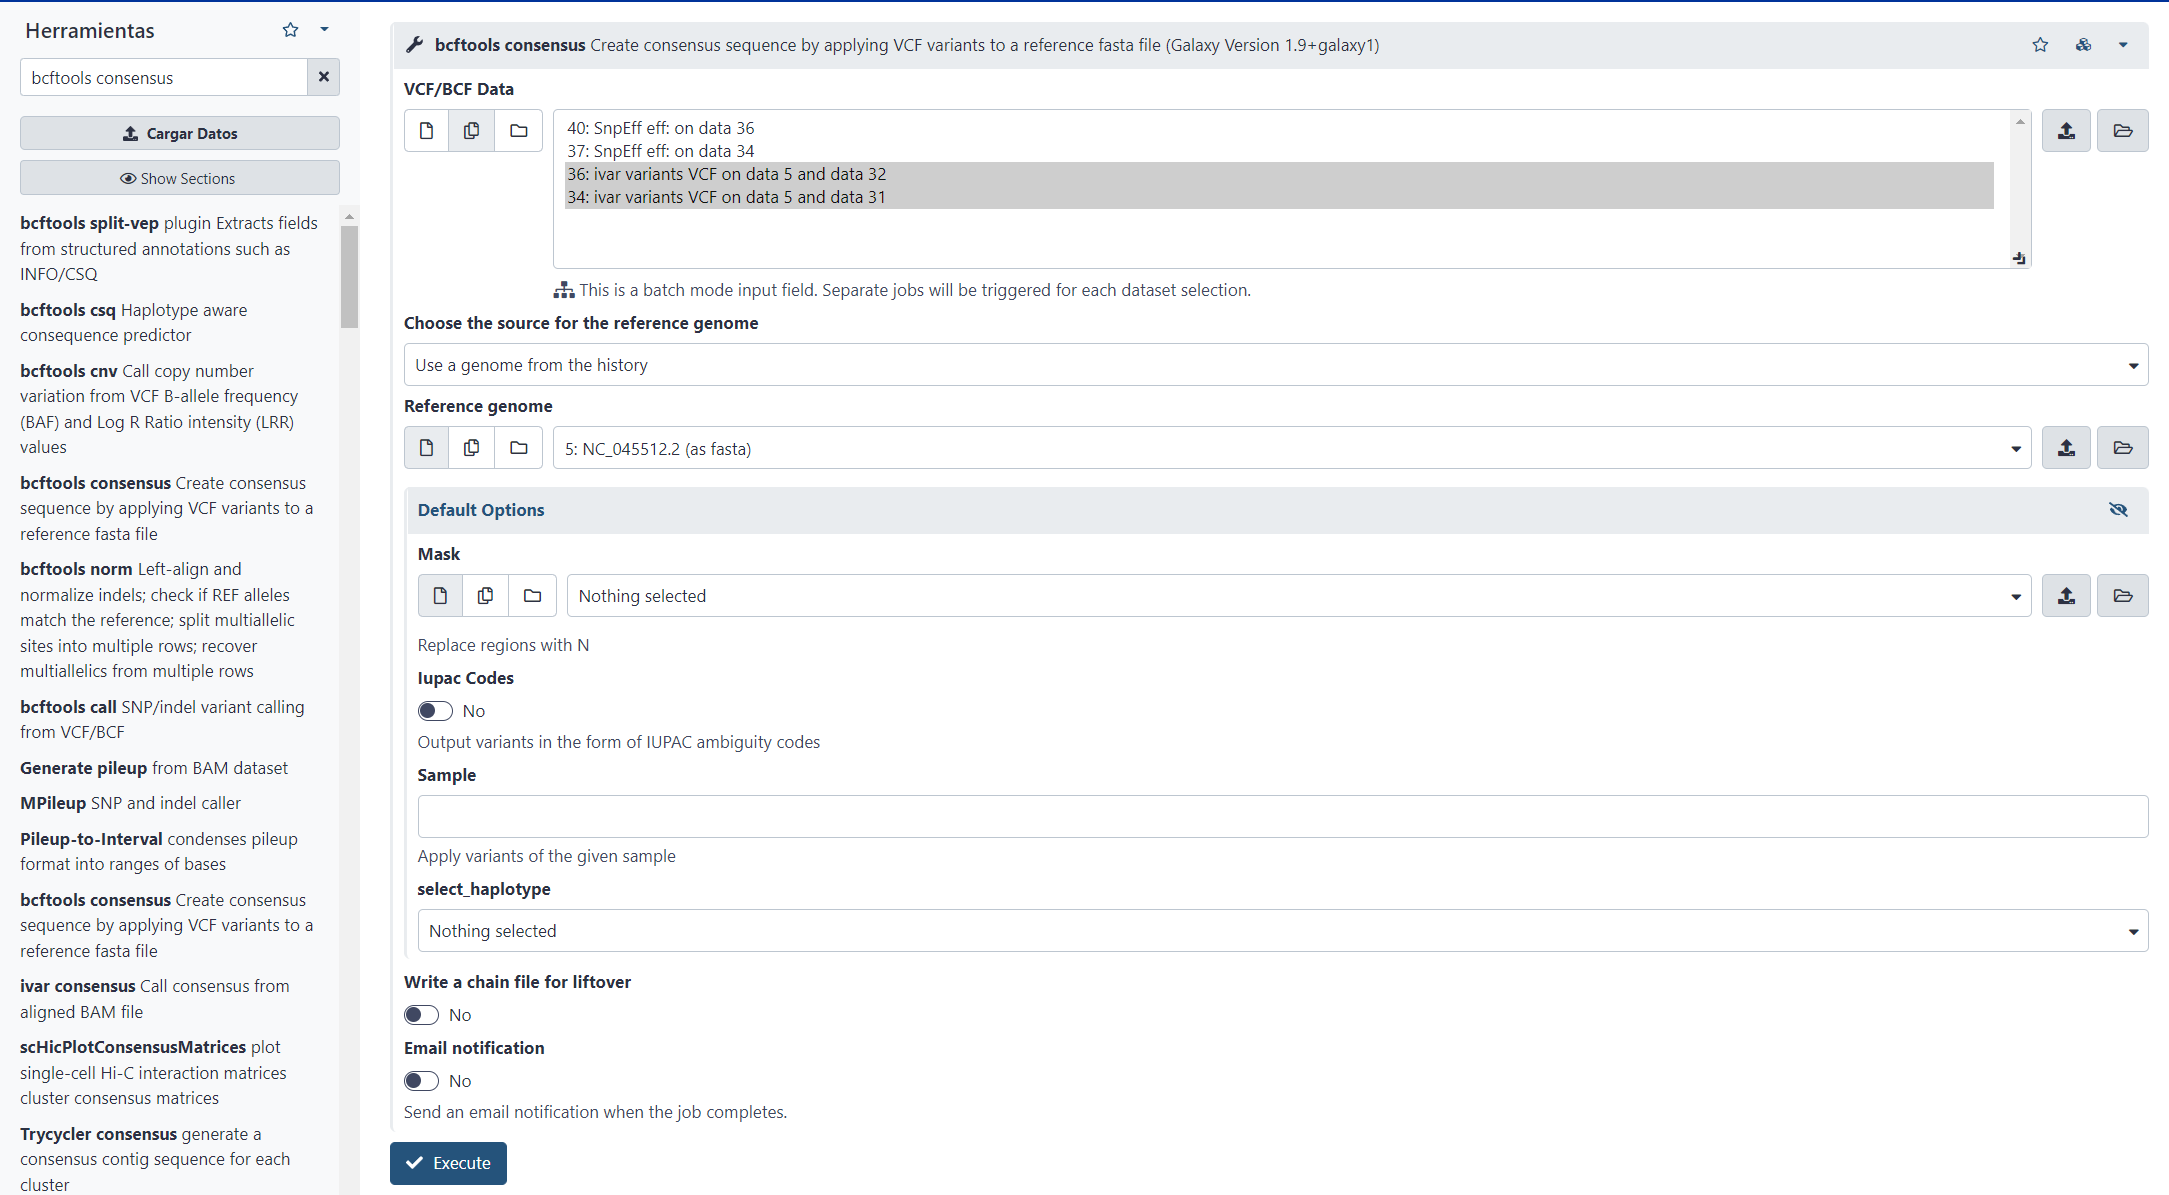 Herramientas
bcftools consensus
Cargar Datos
Show Sections
bcftools split-vep plugin Extracts fields
from structured annotations such as
INFO/CSQ
bcftools csq Haplotype aware
consequence predictor
bcftools cnv Call copy number
variation from VCF B-allele frequency
(BAF) and Log R Ratio intensity (LRR)
values
bcftools consensus Create consensus
sequence by applying VCF variants to a
reference fasta file
bcftools norm Left-align and
normalize indels; check if REF alleles
match the reference; split multiallelic
sites into multiple rows; recover
multiallelics from multiple rows
bcftools call SNP/indel variant calling
from VCF/BCF
Generate pileup from BAM dataset
MPileup SNP and indel caller
Pileup-to-Interval condenses pileup
format into ranges of bases
bcftools consensus Create consensus
sequence by applying VCF variants to a
reference fasta file
ivar consensus Call consensus from
aligned BAM file
scHicPlotConsensusMatrices plot
single-cell Hi-C interaction matrices
cluster consensus matrices
Trycycler consensus generate a
consensus contig sequence for each
cluster
bcftools consensus Create consensus sequence by applying VCF variants to a reference fasta file (Galaxy Version 1.9+galaxy1)
VCF/BCF Data
40: SnpEff eff: on data 36
37: SnpEff eff: on data 34
36: ivar variants VCF on data 5 and data 32
34: ivar variants VCF on data 5 and data 31
This is a batch mode input field. Separate jobs will be triggered for each dataset selection.
Choose the source for the reference genome
Use a genome from the history
Reference genome
5: NC_045512.2 (as fasta)
Default Options
Mask
Nothing selected
Replace regions with N
Iupac Codes
No
Output variants in the form of IUPAC ambiguity codes
Sample
Apply variants of the given sample
select_haplotype
Nothing selected
Write a chain file for liftover
No
Email notification
No
Send an email notification when the job completes.
Execute